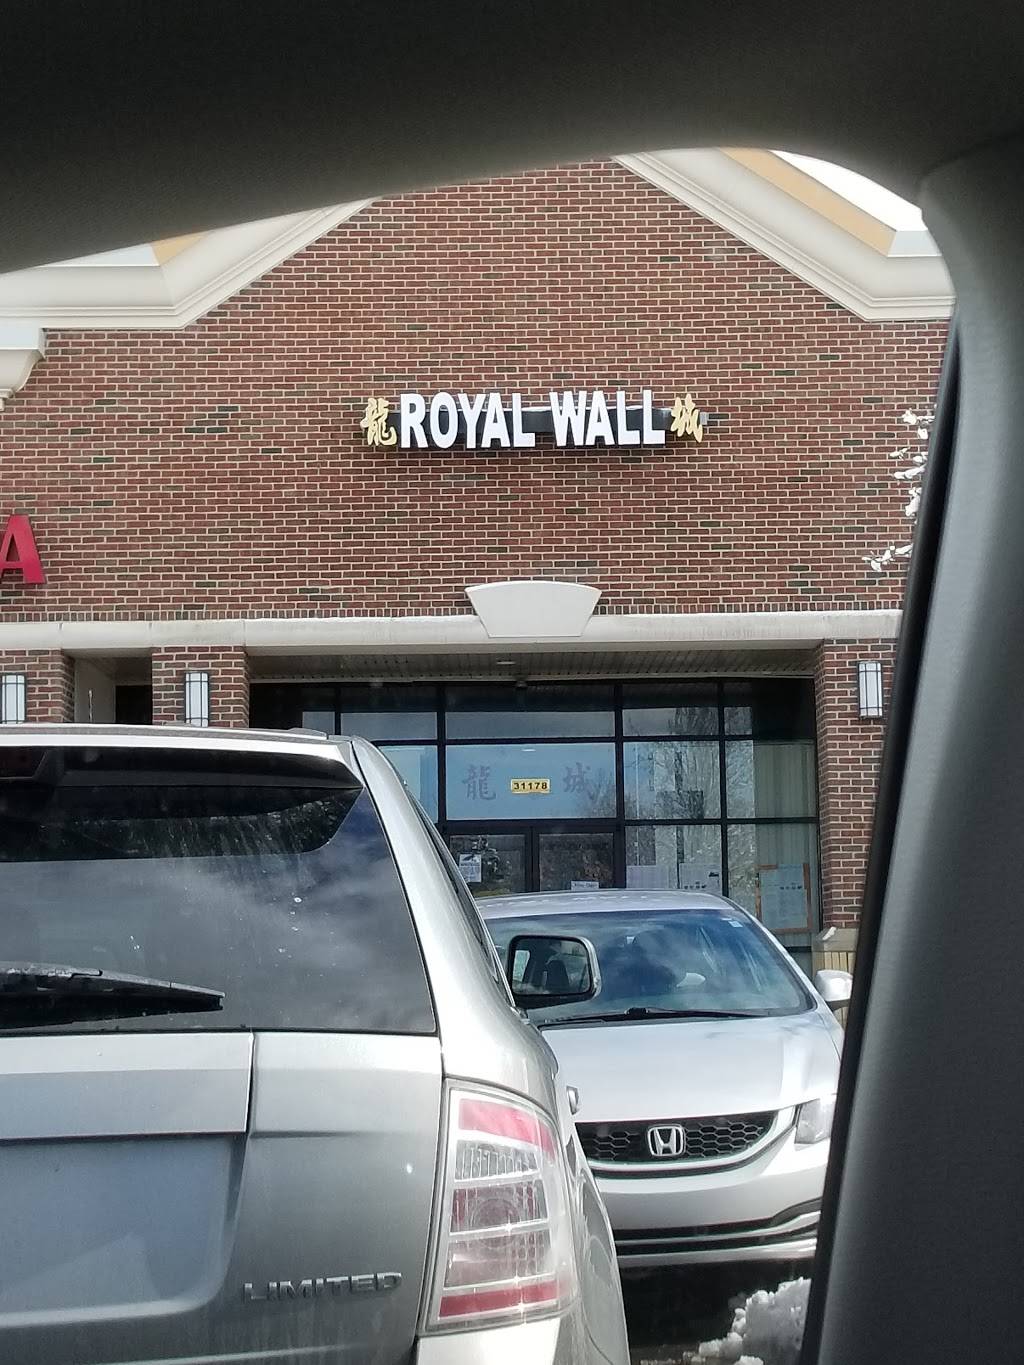 龍 ROYAL WALL 城
A
龍 31178 城
LIMITED